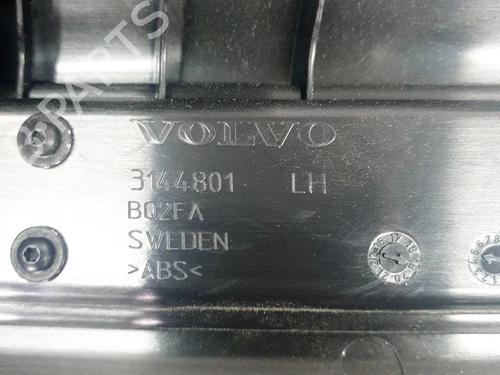 VOLVO
3144801 LH
BQ2FA
SWEDEN
>ABS<